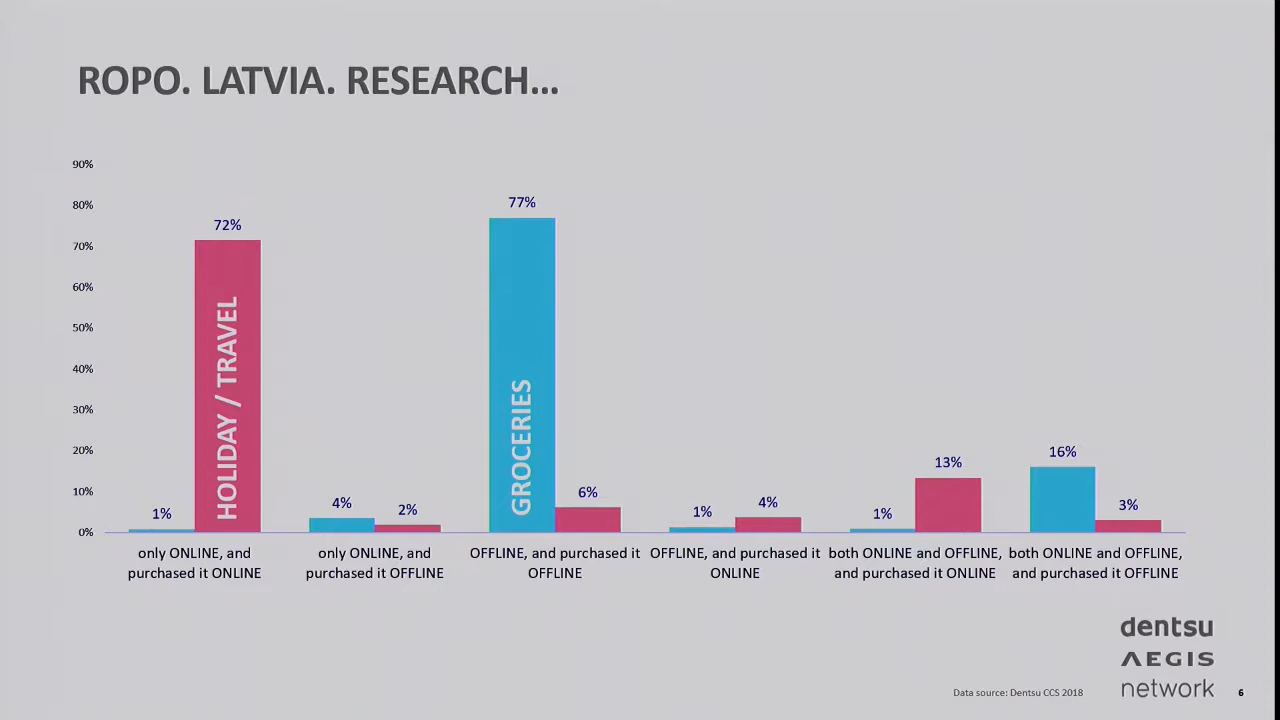 ROPO. LATVIA. RESEARCH...
90%
80%
70%
60%
50%
40%
30%
20%
10%
0%
1%
72%
HOLIDAY / TRAVEL
4%
2%
77%
GROCERIES
6%
1%
4%
1%
13%
16%
3%
only ONLINE, and
purchased it ONLINE
only ONLINE, and
purchased it OFFLINE
OFFLINE, and purchased it
OFFLINE
OFFLINE, and purchased it
ONLINE
both ONLINE and OFFLINE,
and purchased it ONLINE
both ONLINE and OFFLINE,
and purchased it OFFLINE
dentsu
AEGIS
network
Data source: Dentsu CCS 2018
6